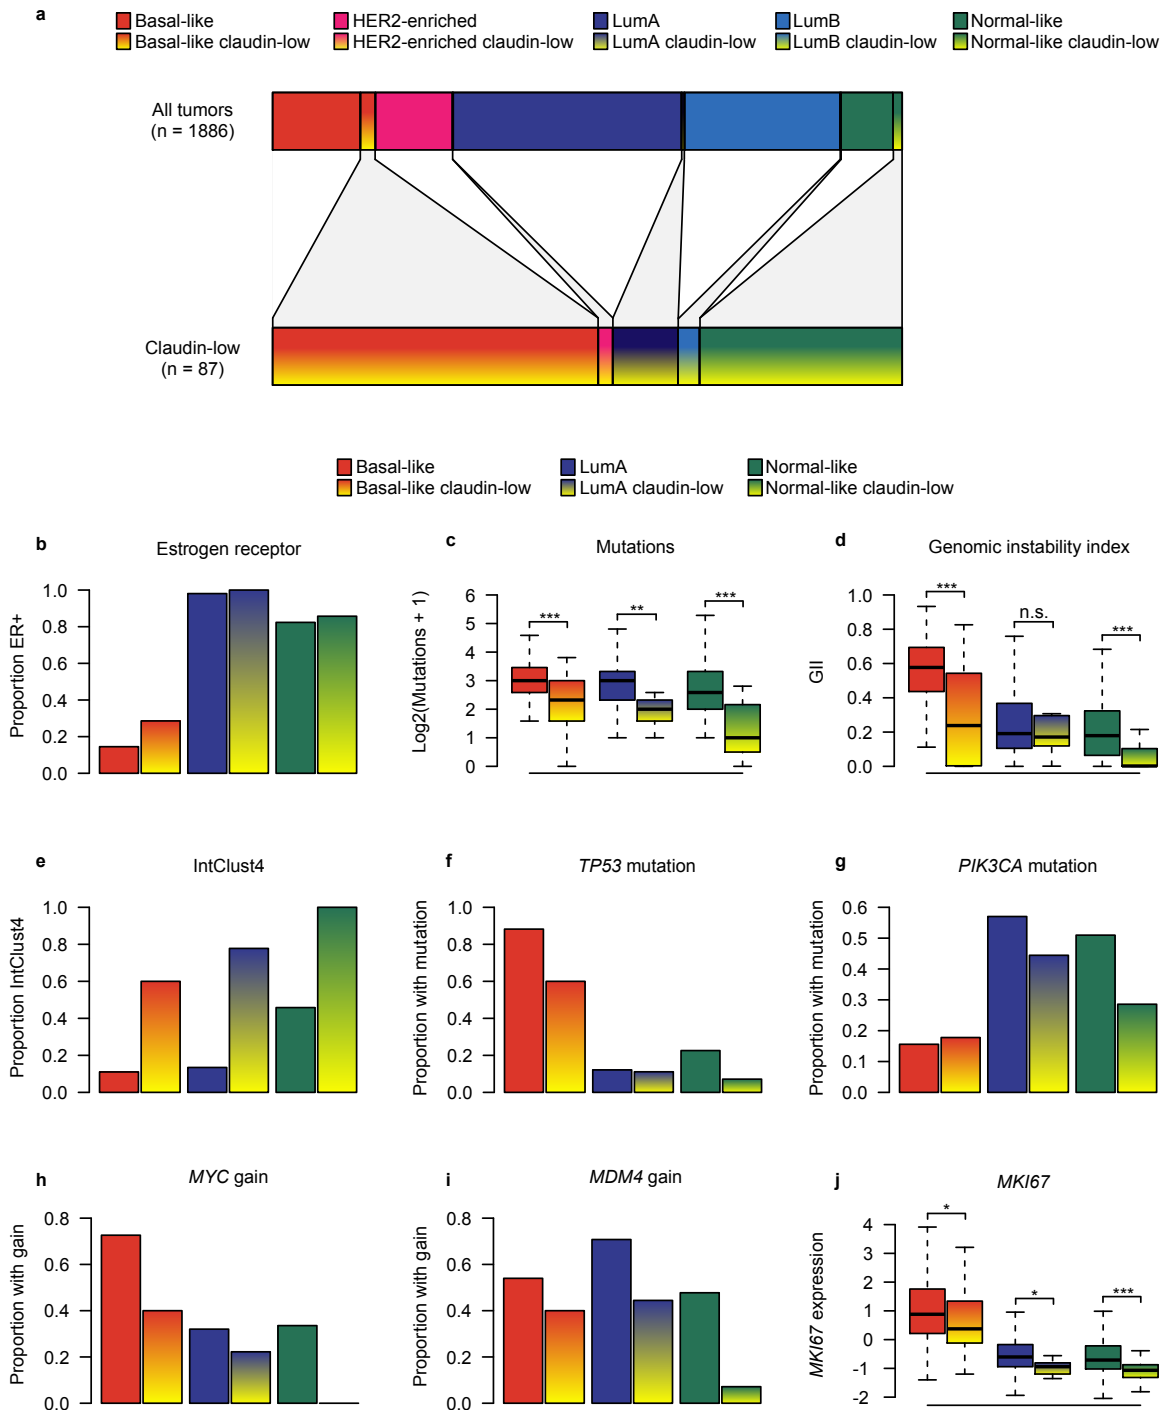 a
Basal-like HER2-enriched LumA LumB Normal-like
Basal-like claudin-low HER2-enriched claudin-low LumA claudin-low LumB claudin-low Normal-like claudin-low
All tumors
(n = 1886)
Claudin-low
(n = 87)
Basal-like LumA Normal-like
Basal-like claudin-low LumA claudin-low Normal-like claudin-low
b Estrogen receptor
Proportion ER+
1.0
0.8
0.6
0.4
0.2
0.0
c Mutations
Log2(Mutations + 1)
6
5
4
3
2
1
0
*** ** ***
d Genomic instability index
GII
1.0
0.8
0.6
0.4
0.2
0.0
*** n.s. ***
e IntClust4
Proportion IntClust4
1.0
0.8
0.6
0.4
0.2
0.0
f TP53 mutation
Proportion with mutation
1.0
0.8
0.6
0.4
0.2
0.0
g PIK3CA mutation
Proportion with mutation
0.6
0.5
0.4
0.3
0.2
0.1
0.0
h MYC gain
Proportion with gain
0.8
0.6
0.4
0.2
0.0
i MDM4 gain
Proportion with gain
0.8
0.6
0.4
0.2
0.0
j MKI67
MKI67 expression
4
3
2
1
0
-1
-2
* * ***